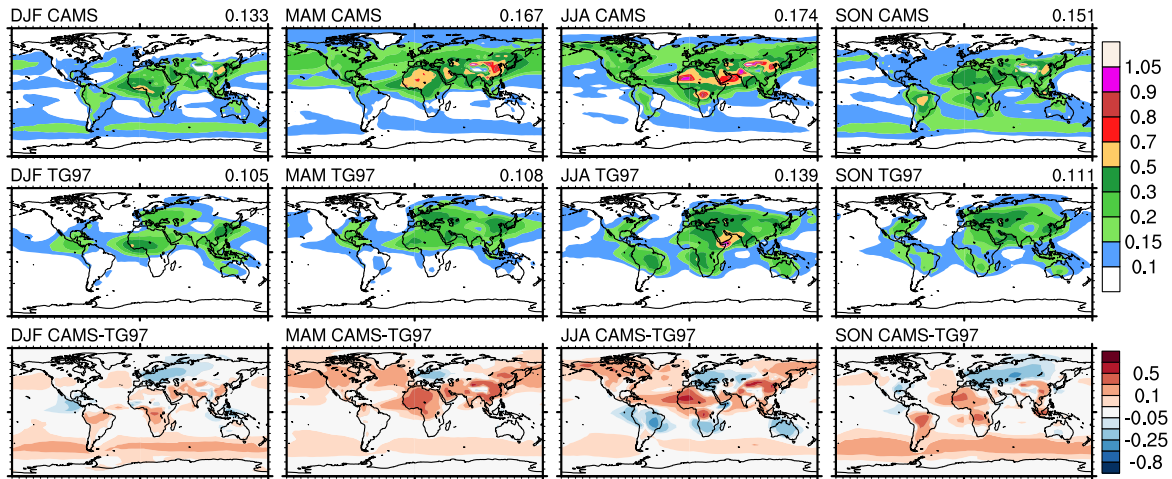 DJF CAMS 0.133
MAM CAMS 0.167
JJA CAMS 0.174
SON CAMS 0.151
1.05
0.9
0.8
0.7
0.5
0.3
0.2
0.15
0.1
DJF TG97 0.105
MAM TG97 0.108
JJA TG97 0.139
SON TG97 0.111
DJF CAMS-TG97
MAM CAMS-TG97
JJA CAMS-TG97
SON CAMS-TG97
0.5
0.1
-0.05
-0.25
-0.8